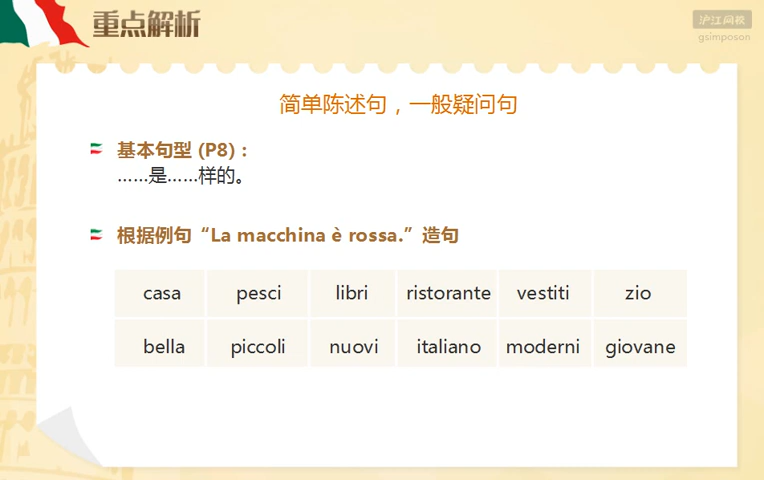 重点解析
沪江网校
gsimposon
简单陈述句，一般疑问句
基本句型 (P8)：
……是……样的。
根据例句“La macchina è rossa.”造句
casa pesci libri ristorante vestiti zio
bella piccoli nuovi italiano moderni giovane